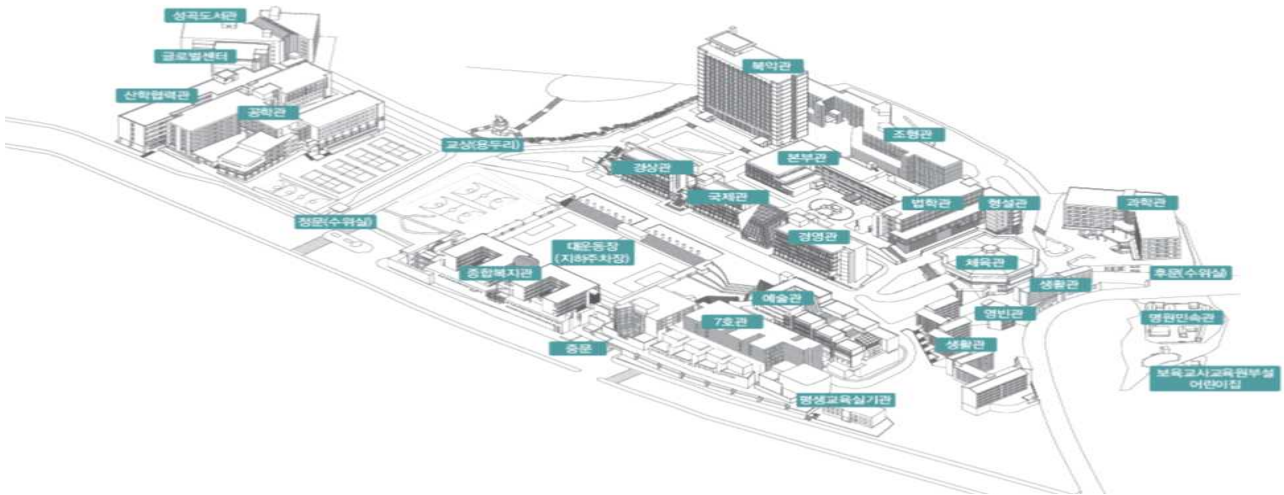 성곡도서관
글로벌센터
산학협력관
공학관
북악관
조형관
교상(용두리)
본부관
경상관
국제관
법학관
형설관
과학관
정문(수위실)
경영관
대운동장
(지하주차장)
체육관
종합복지관
생활관
후문(수위실)
예술관
7호관
영빈관
명원민속관
중문
생활관
보육교사교육원부설
어린이집
평생교육실기관